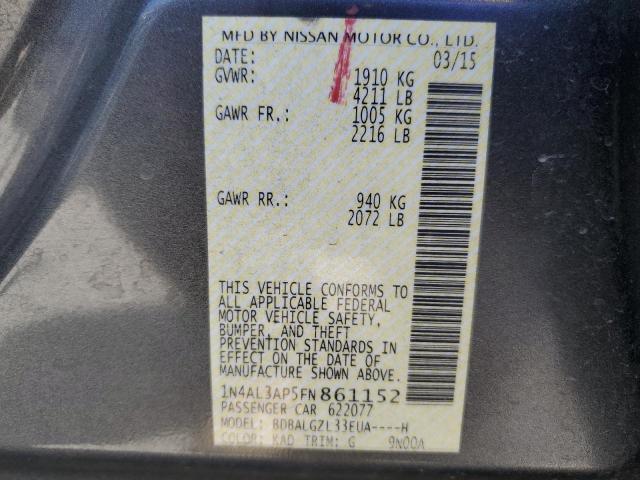 MFD BY NISSAN MOTOR CO., LTD.
DATE: 03/15
GVWR: 1910 KG
4211 LB
GAWR FR.: 1005 KG
2216 LB
GAWR RR.: 940 KG
2072 LB
THIS VEHICLE CONFORMS TO
ALL APPLICABLE FEDERAL
MOTOR VEHICLE SAFETY,
BUMPER, AND THEFT
PREVENTION STANDARDS IN
EFFECT ON THE DATE OF
MANUFACTURE SHOWN ABOVE.
1N4AL3AP5FN861152
PASSENGER CAR 622077
MODEL: BDBALGZL33EUA----H
COLOR: KAD TRIM: G 9N00A